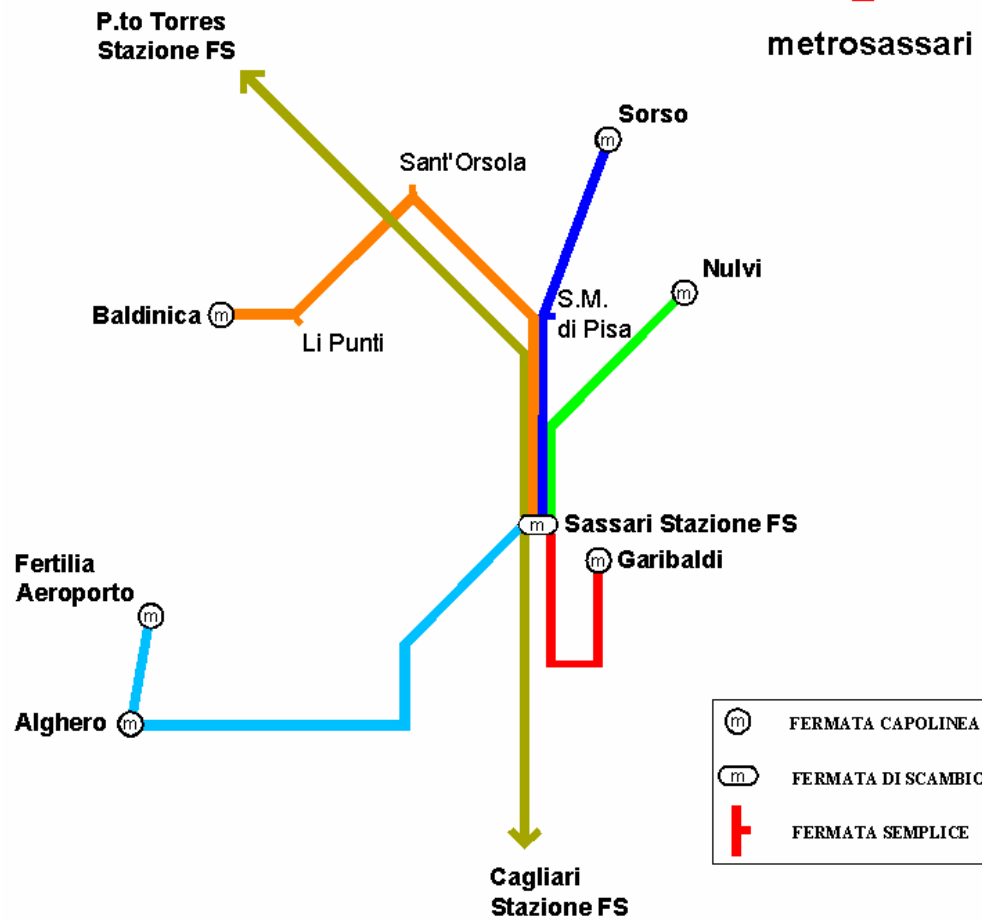 P.to Torres
Stazione FS
metrosassari
Sorso
Sant'Orsola
Nulvi
S.M.
di Pisa
Baldinica
m
m
m
Li Punti
m
Sassari Stazione FS
m
Garibaldi
Fertilia
Aeroporto
m
m
Alghero
m
m
FERMATA CAPOLINEA
m
FERMATA DI SCAMBIO
FERMATA SEMPLICE
Cagliari
Stazione FS